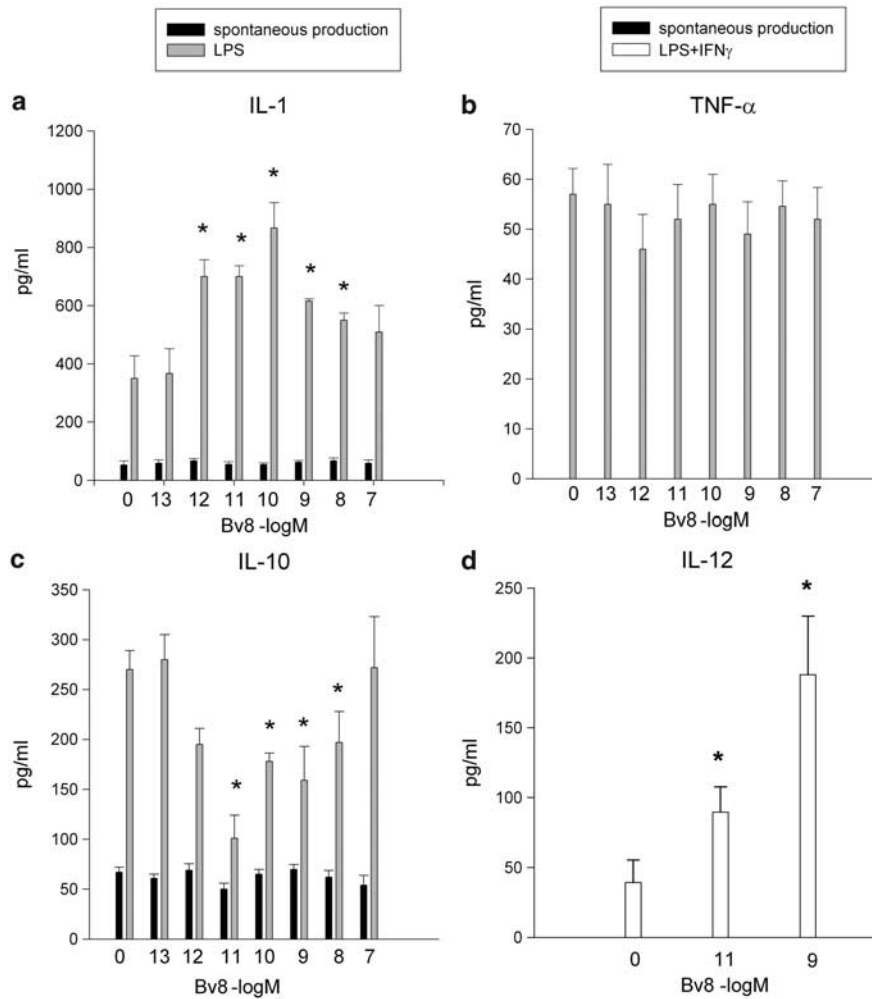 spontaneous production
LPS
spontaneous production
LPS+IFNγ
a
IL-1
1200
1000
800
600
400
200
0
pg/ml
* * * * *
0 13 12 11 10 9 8 7
Bv8 -logM
b
TNF-α
70
60
50
40
30
20
10
0
pg/ml
0 13 12 11 10 9 8 7
Bv8 -logM
c
IL-10
350
300
250
200
150
100
50
0
pg/ml
* * * *
0 13 12 11 10 9 8 7
Bv8 -logM
d
IL-12
250
200
150
100
50
0
pg/ml
* *
0 11 9
Bv8 -logM